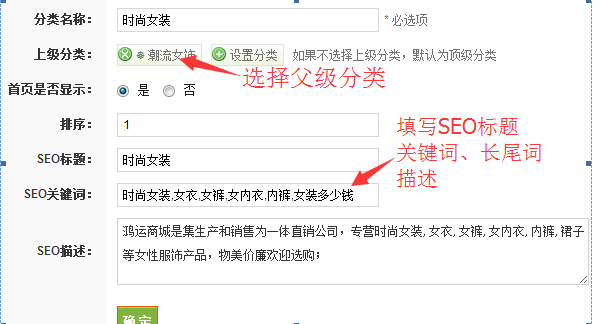 分类名称： 时尚女装 * 必选项
上级分类： ❋ 潮流女饰 设置分类 如果不选择上级分类，默认为顶级分类
选择父级分类
首页是否显示： 是 否
排序： 1
填写SEO标题
关键词、长尾词
描述
SEO标题： 时尚女装
SEO关键词： 时尚女装,女衣,女裤,女内衣,内裤,女装多少钱
SEO描述： 鸿运商城是集生产和销售为一体直销公司，专营时尚女装, 女衣, 女裤, 女内衣, 内裤, 裙子
等女性服饰产品，物美价廉欢迎选购；
确定